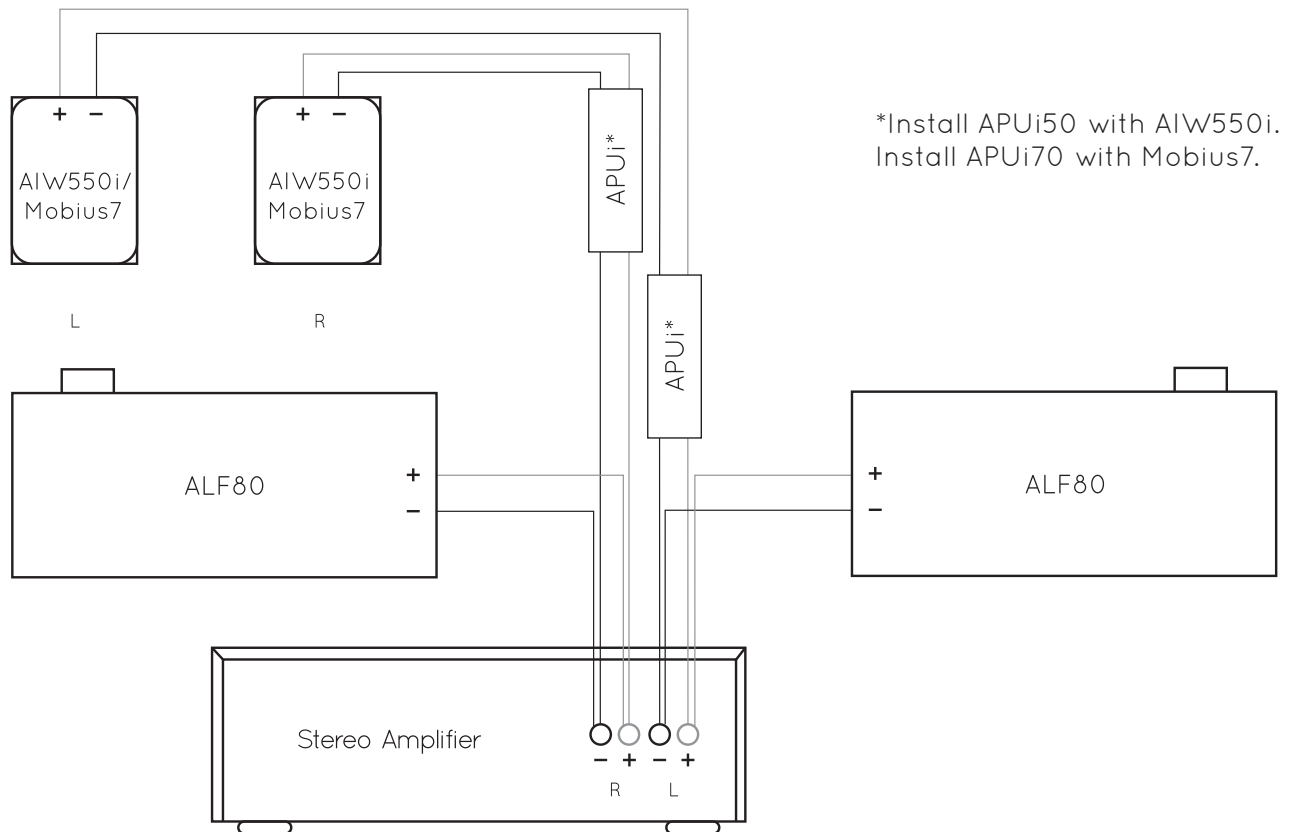 + −
AIW550i/
Mobius7
L
+ −
AIW550i
Mobius7
R
APUi*
APUi*
*Install APUi50 with AIW550i.
Install APUi70 with Mobius7.
ALF80
+
−
ALF80
+
−
Stereo Amplifier
− + − +
R L